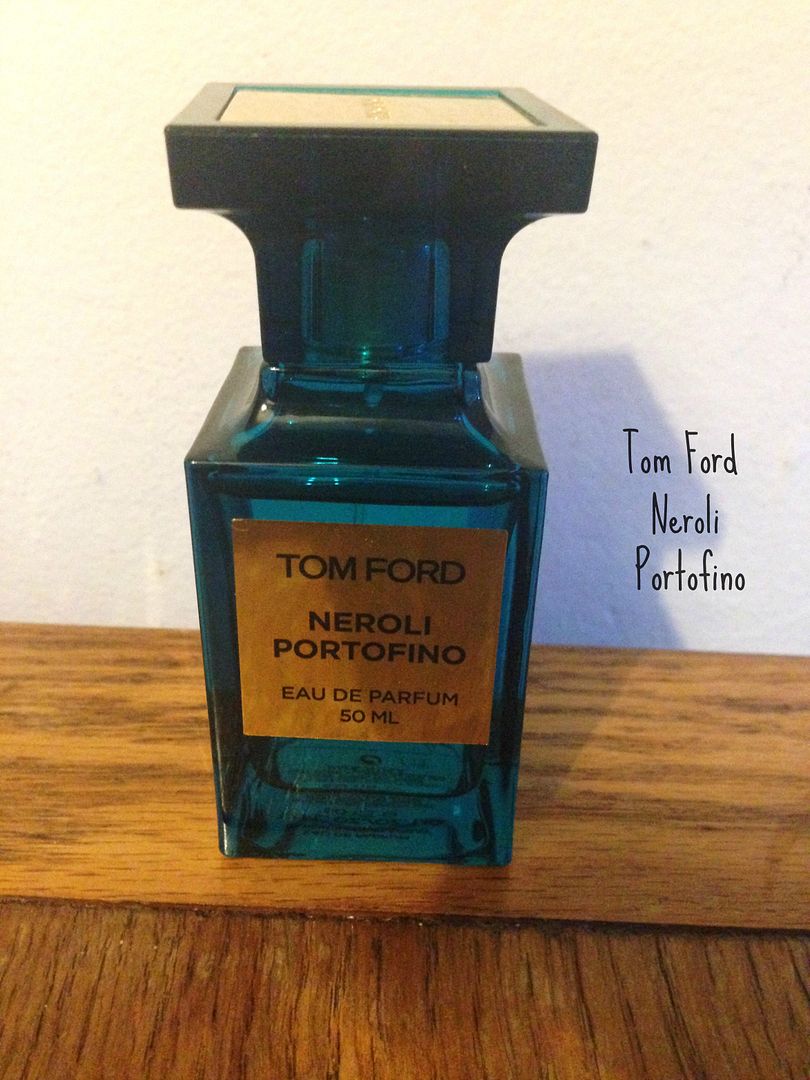 TOM FORD
NEROLI
PORTOFINO
EAU DE PARFUM
50 ML
Tom Ford
Neroli
Portofino